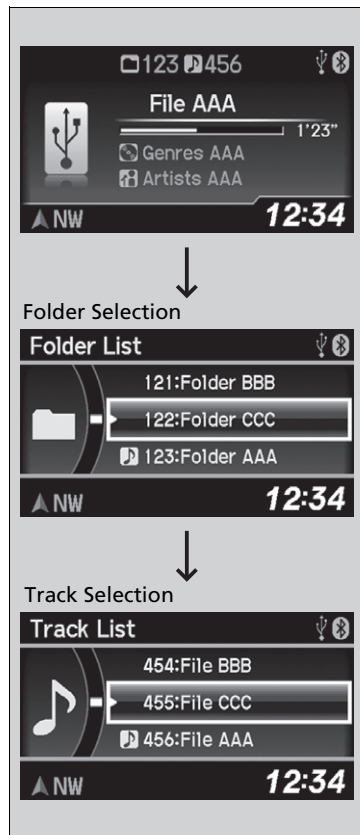 123 456
File AAA
1'23"
Genres AAA
Artists AAA
NW 12:34
Folder Selection
Folder List
121:Folder BBB
122:Folder CCC
123:Folder AAA
NW 12:34
Track Selection
Track List
454:File BBB
455:File CCC
456:File AAA
NW 12:34